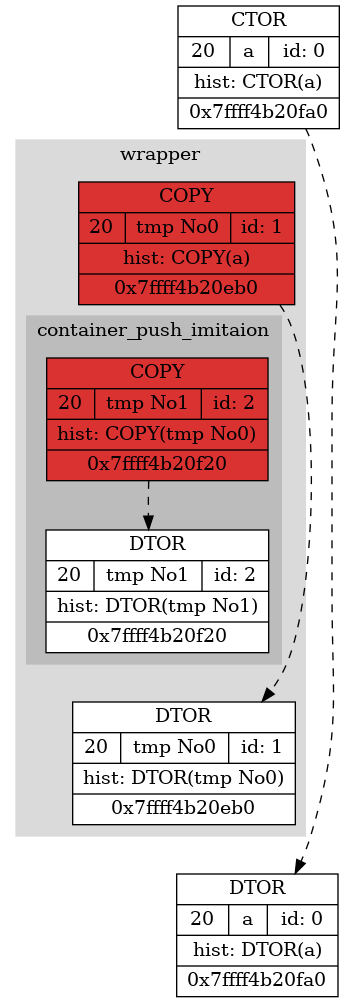 CTOR
20 a id: 0
hist: CTOR(a)
0x7ffff4b20fa0
wrapper
COPY
20 tmp No0 id: 1
hist: COPY(a)
0x7ffff4b20eb0
container_push_imitaion
COPY
20 tmp No1 id: 2
hist: COPY(tmp No0)
0x7ffff4b20f20
DTOR
20 tmp No1 id: 2
hist: DTOR(tmp No1)
0x7ffff4b20f20
DTOR
20 tmp No0 id: 1
hist: DTOR(tmp No0)
0x7ffff4b20eb0
DTOR
20 a id: 0
hist: DTOR(a)
0x7ffff4b20fa0